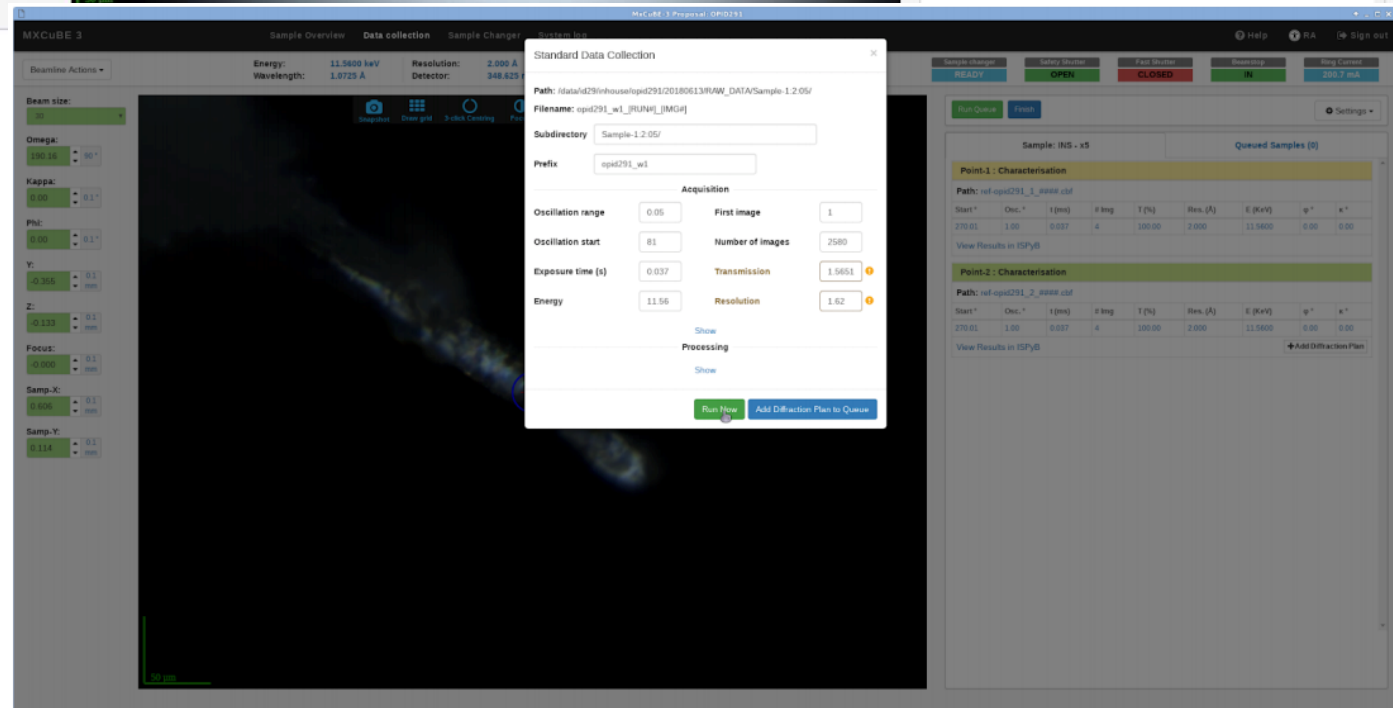 MxCuBE-3 Proposal: OPID291
MXCuBE 3 Sample Overview Data collection Sample Changer System log Help RA Sign out
Beamline Actions
Energy: 11.5600 keV Resolution: 2.000 Å
Wavelength: 1.0725 Å Detector: 348.625
Sample changer Safety Shutter Fast Shutter Beamstop Ring Current
READY OPEN CLOSED IN 200.7 mA
Beam size:
30
Omega:
190.16 90°
Kappa:
0.00 0.1°
Phi:
0.00 0.1°
Y:
-0.355 0.1 mm
Z:
-0.133 0.1 mm
Focus:
-0.000 0.1 mm
Samp-X:
0.606 0.1 mm
Samp-Y:
0.114 0.1 mm
Snapshot Draw grid 3-click Centring
50 µm
Standard Data Collection ×
Path: /data/id29/inhouse/opid291/20180613/RAW_DATA/Sample-1:2:05/
Filename: opid291_w1_[RUN#]_[IMG#]
Subdirectory Sample-1:2:05/
Prefix opid291_w1
Acquisition
Oscillation range 0.05 First image 1
Oscillation start 81 Number of images 2580
Exposure time (s) 0.037 Transmission 1.5651
Energy 11.56 Resolution 1.62
Show
Processing
Show
Run Now Add Diffraction Plan to Queue
Run Queue Finish Settings
Sample: INS - x5 Queued Samples (0)
Point-1 : Characterisation
Path: ref-opid291_1_####.cbf
Start ° Osc. ° t (ms) # Img T (%) Res. (Å) E (KeV) φ ° κ °
270.01 1.00 0.037 4 100.00 2.000 11.5600 0.00 0.00
View Results in ISPyB
Point-2 : Characterisation
Path: ref-opid291_2_####.cbf
Start ° Osc. ° t (ms) # Img T (%) Res. (Å) E (KeV) φ ° κ °
270.01 1.00 0.037 4 100.00 2.000 11.5600 0.00 0.00
View Results in ISPyB +Add Diffraction Plan